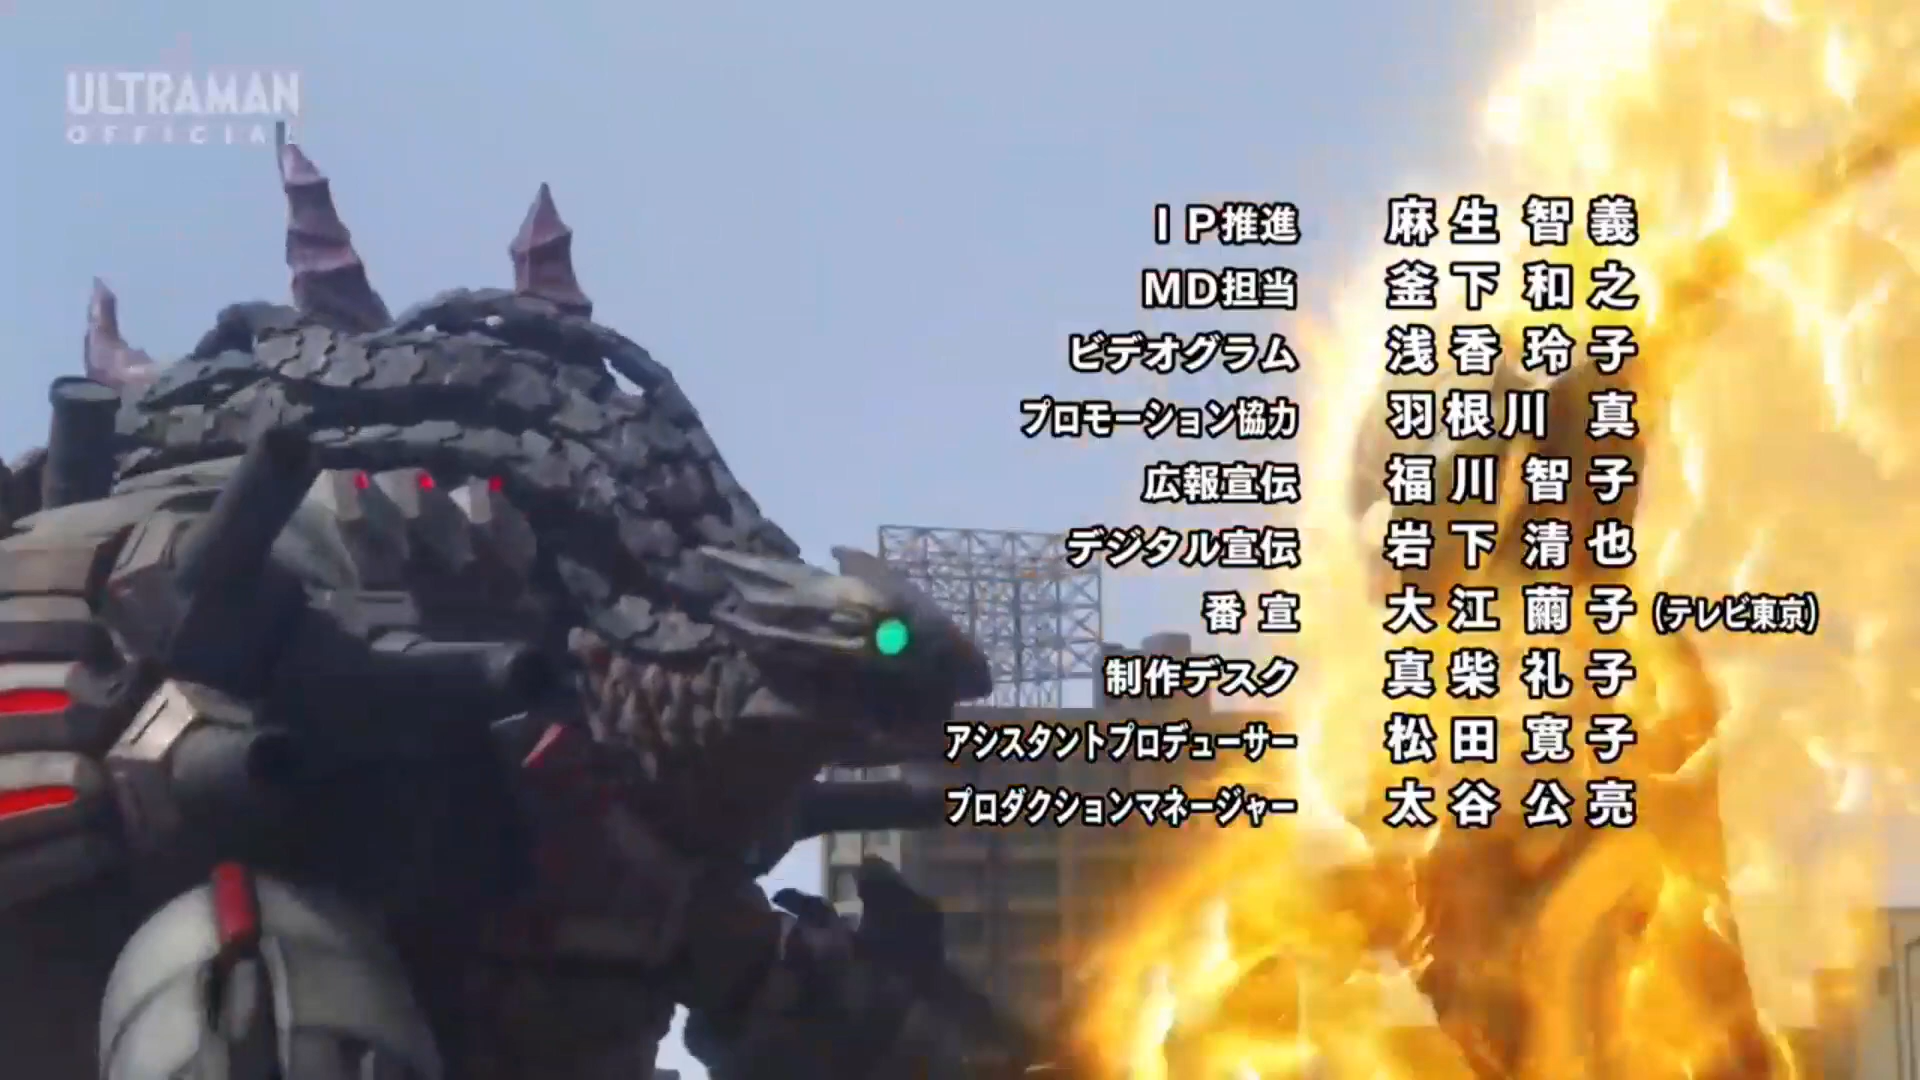 ULTRAMAN
OFFICIAL
IP推進 麻生智義
MD担当 釜下和之
ビデオグラム 浅香玲子
プロモーション協力 羽根川 真
広報宣伝 福川智子
デジタル宣伝 岩下清也
番宣 大江繭子(テレビ東京)
制作デスク 真柴礼子
アシスタントプロデューサー 松田寛子
プロダクションマネージャー 太谷公亮